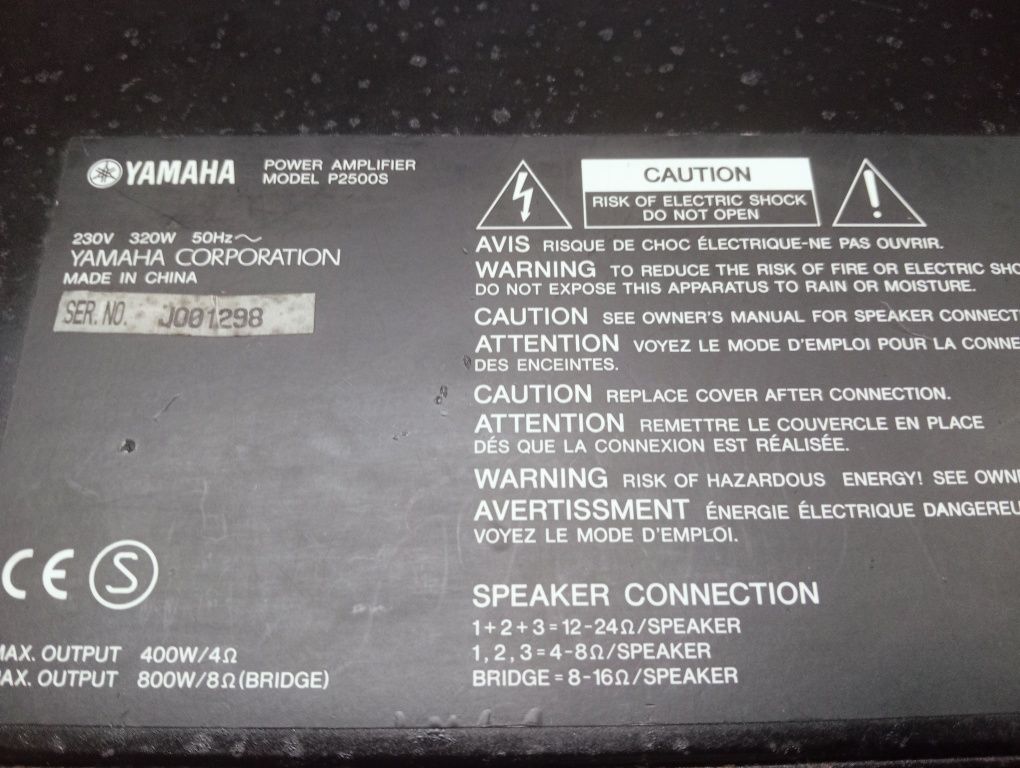 YAMAHA POWER AMPLIFIER
MODEL P2500S
230V 320W 50Hz～
YAMAHA CORPORATION
MADE IN CHINA
SER. NO. J001298
CE S
MAX. OUTPUT 400W/4Ω
MAX. OUTPUT 800W/8Ω(BRIDGE)
CAUTION
RISK OF ELECTRIC SHOCK
DO NOT OPEN
AVIS RISQUE DE CHOC ÉLECTRIQUE-NE PAS OUVRIR.
WARNING TO REDUCE THE RISK OF FIRE OR ELECTRIC SHO
DO NOT EXPOSE THIS APPARATUS TO RAIN OR MOISTURE.
CAUTION SEE OWNER'S MANUAL FOR SPEAKER CONNECT
ATTENTION VOYEZ LE MODE D'EMPLOI POUR LA CONNE
DES ENCEINTES.
CAUTION REPLACE COVER AFTER CONNECTION.
ATTENTION REMETTRE LE COUVERCLE EN PLACE
DÉS QUE LA CONNEXION EST RÉALISÉE.
WARNING RISK OF HAZARDOUS ENERGY! SEE OWNE
AVERTISSMENT ÉNERGIE ÉLECTRIQUE DANGEREU
VOYEZ LE MODE D'EMPLOI.
SPEAKER CONNECTION
1+2+3=12-24Ω/SPEAKER
1, 2, 3=4-8Ω/SPEAKER
BRIDGE=8-16Ω/SPEAKER